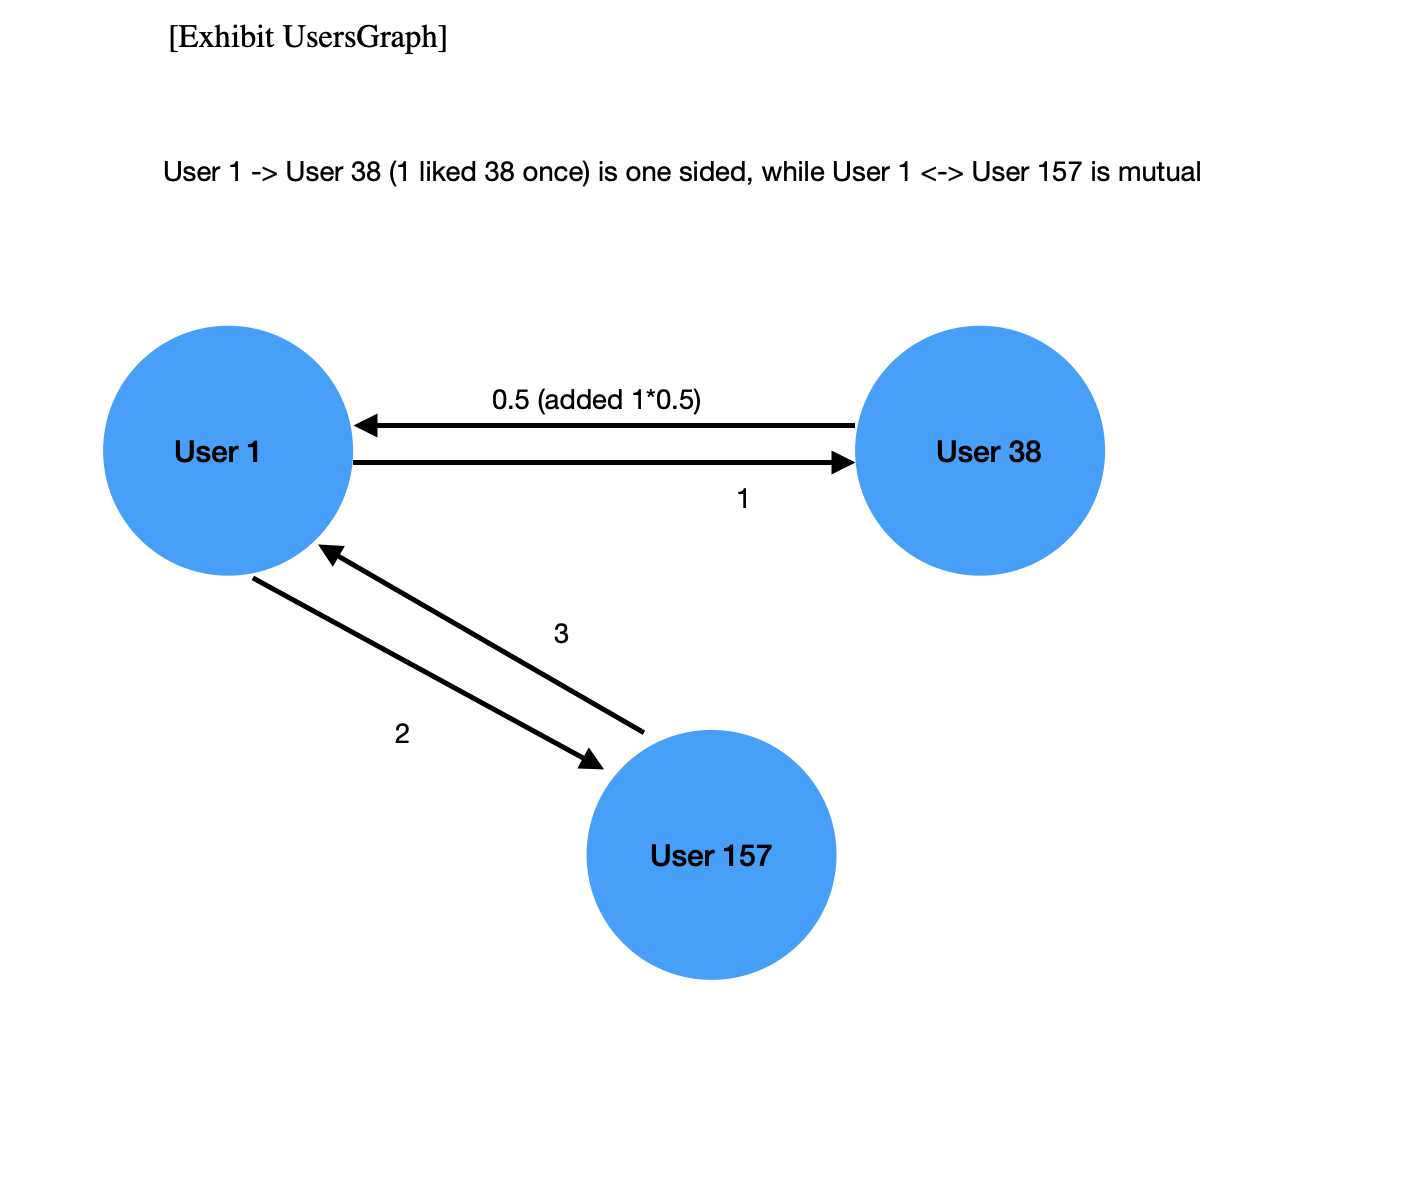 [Exhibit UsersGraph]
User 1 -> User 38 (1 liked 38 once) is one sided, while User 1 <-> User 157 is mutual
0.5 (added 1*0.5)
User 1
User 38
1
3
2
User 157